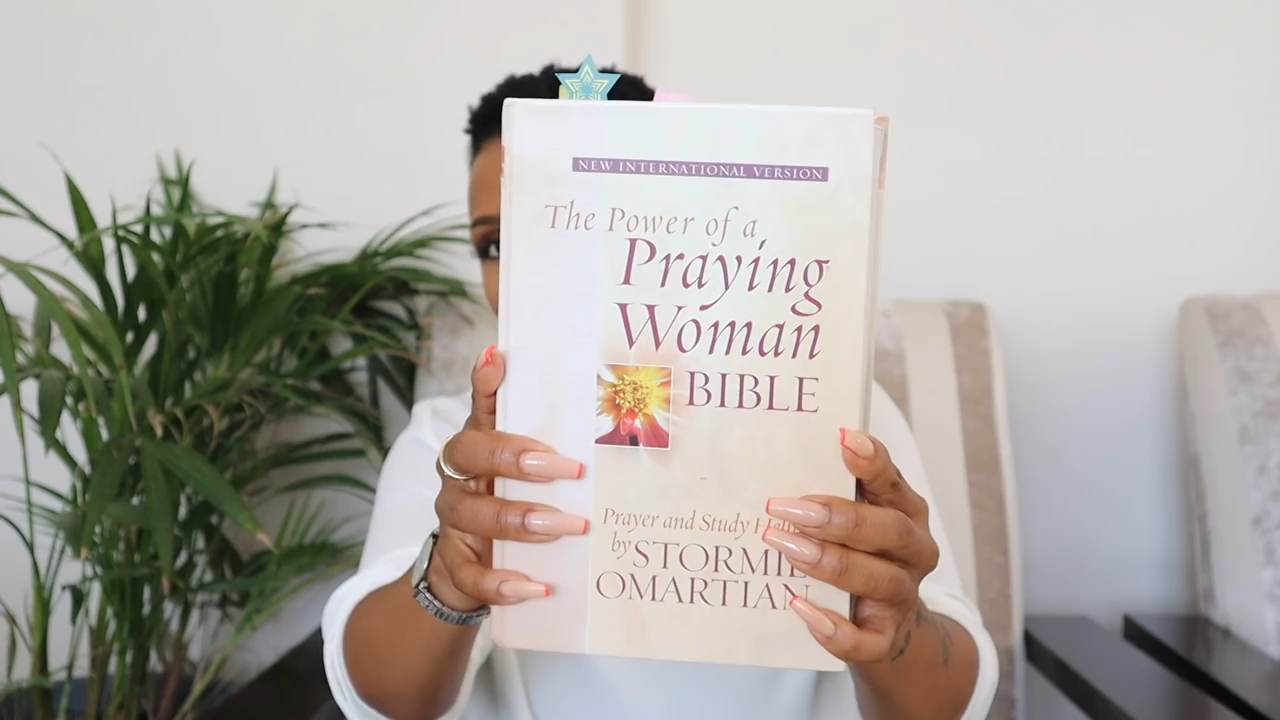 NEW INTERNATIONAL VERSION
The Power of a
Praying
Woman
BIBLE
Prayer and Study
by STORMIE
OMARTIAN